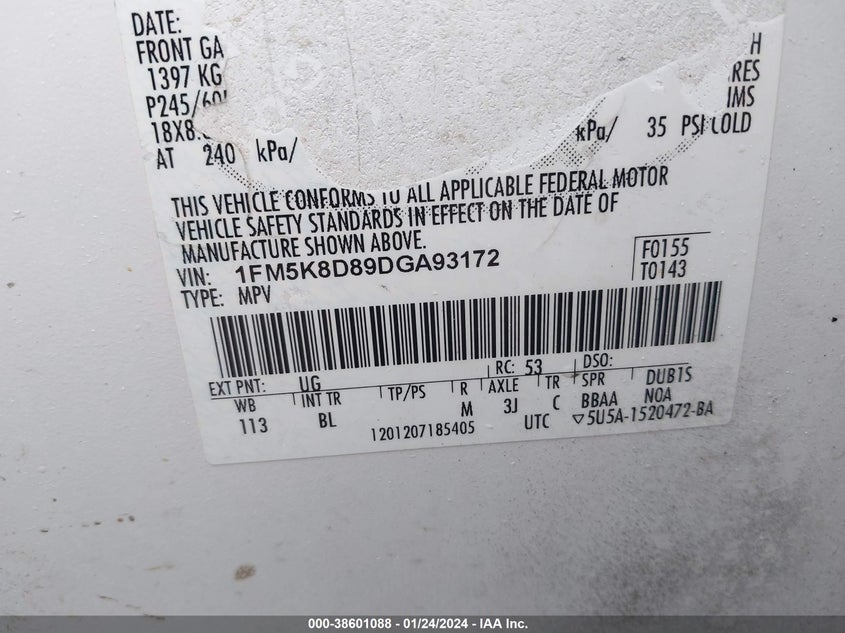 DATE:
FRONT GA
1397 KG
P245/60
18X8.
AT 240 kPa/
H
RES
IMS
kPa/ 35 PSI COLD
THIS VEHICLE CONFORMS TO ALL APPLICABLE FEDERAL MOTOR
VEHICLE SAFETY STANDARDS IN EFFECT ON THE DATE OF
MANUFACTURE SHOWN ABOVE.
VIN: 1FM5K8D89DGA93172
TYPE: MPV
F0155
T0143
EXT PNT: UG RC: 53 DSO:
WB INT TR TP/PS R AXLE TR SPR DUB1S
113 BL M 3J C BBAA NOA
1201207185405 UTC ▽5U5A-1520472-BA
000-38601088 - 01/24/2024 - IAA Inc.